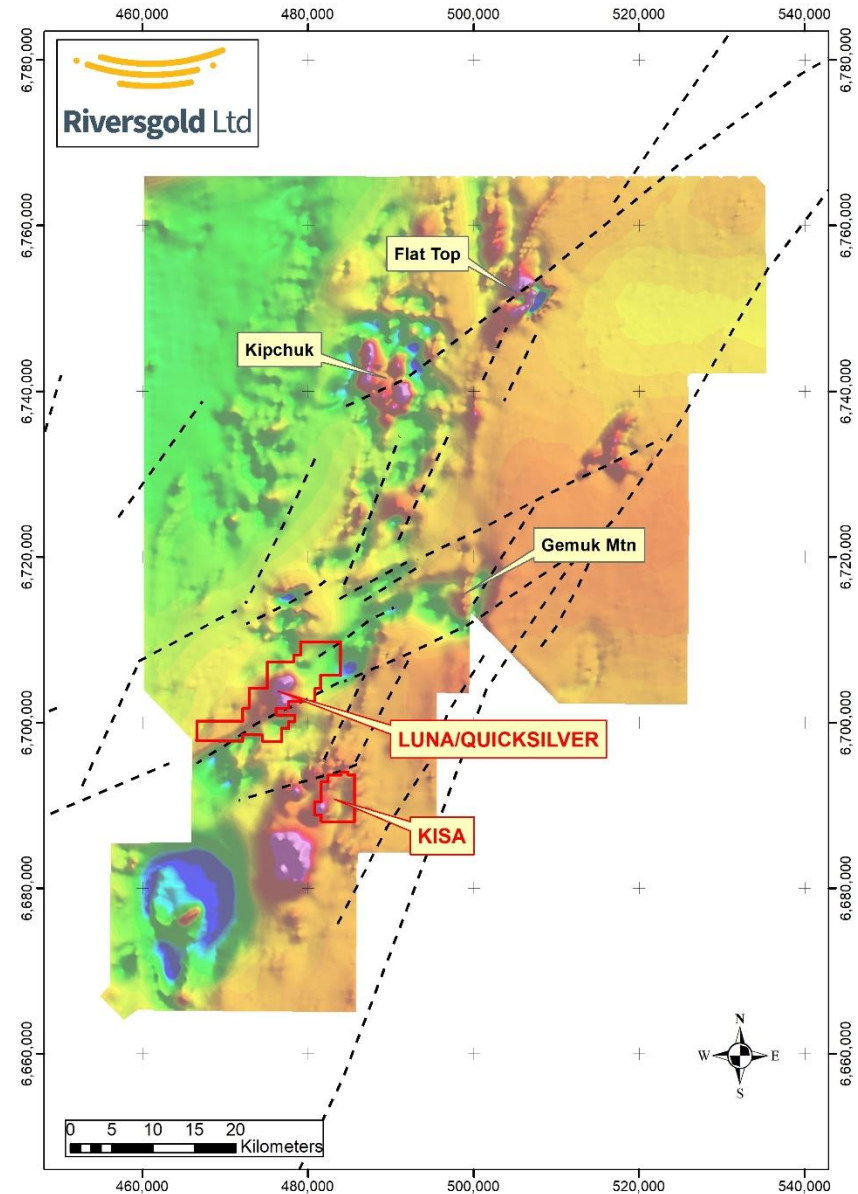 460,000
480,000
500,000
520,000
540,000
6,780,000
6,780,000
Riversgold Ltd
6,760,000
6,760,000
Flat Top
Kipchuk
6,740,000
6,740,000
6,720,000
6,720,000
Gemuk Mtn
6,700,000
6,700,000
LUNA/QUICKSILVER
KISA
6,680,000
6,680,000
6,660,000
6,660,000
N
W E
S
0 5 10 15 20
Kilometers
460,000
480,000
500,000
520,000
540,000